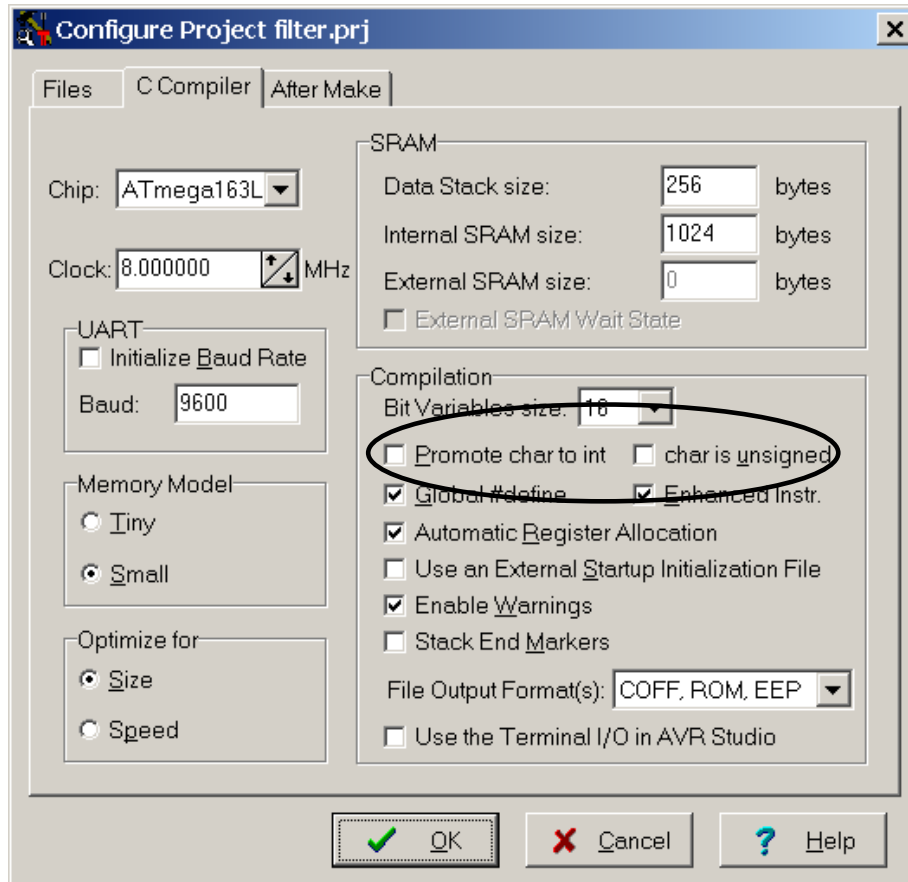 Configure Project filter.prj
Files C Compiler After Make
Chip: ATmega163L
Clock: 8.000000 MHz
UART
Initialize Baud Rate
Baud: 9600
Memory Model
Tiny
Small
Optimize for
Size
Speed
SRAM
Data Stack size: 256 bytes
Internal SRAM size: 1024 bytes
External SRAM size: 0 bytes
External SRAM Wait State
Compilation
Bit Variables size: 16
Promote char to int char is unsigned
Global #define Enhanced Instr.
Automatic Register Allocation
Use an External Startup Initialization File
Enable Warnings
Stack End Markers
File Output Format(s): COFF, ROM, EEP
Use the Terminal I/O in AVR Studio
OK Cancel ? Help